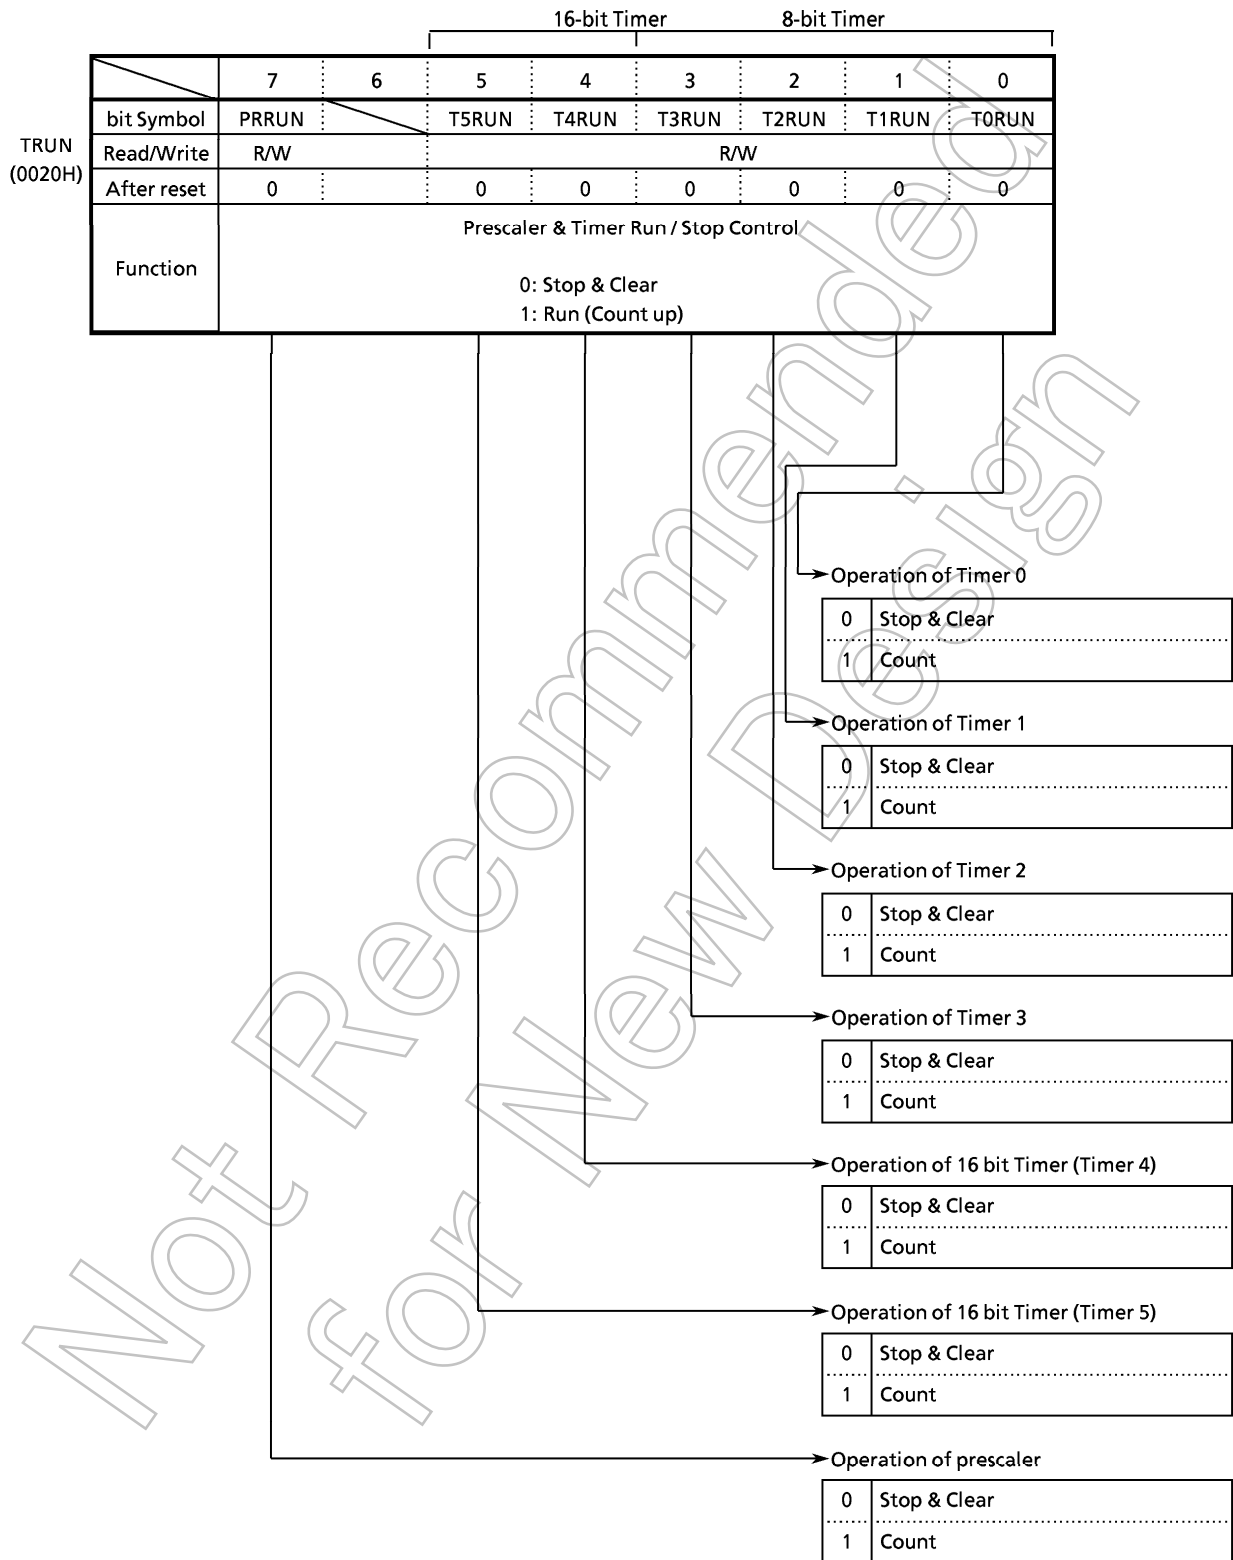 16-bit Timer 8-bit Timer
7 6 5 4 3 2 1 0
bit Symbol PRRUN T5RUN T4RUN T3RUN T2RUN T1RUN T0RUN
TRUN
(0020H)
Read/Write R/W R/W
After reset 0 0 0 0 0 0 0
Function
Prescaler & Timer Run / Stop Control
0: Stop & Clear
1: Run (Count up)
Operation of Timer 0
0 Stop & Clear
1 Count
Operation of Timer 1
0 Stop & Clear
1 Count
Operation of Timer 2
0 Stop & Clear
1 Count
Operation of Timer 3
0 Stop & Clear
1 Count
Operation of 16 bit Timer (Timer 4)
0 Stop & Clear
1 Count
Operation of 16 bit Timer (Timer 5)
0 Stop & Clear
1 Count
Operation of prescaler
0 Stop & Clear
1 Count
Not Recommended
for New Design